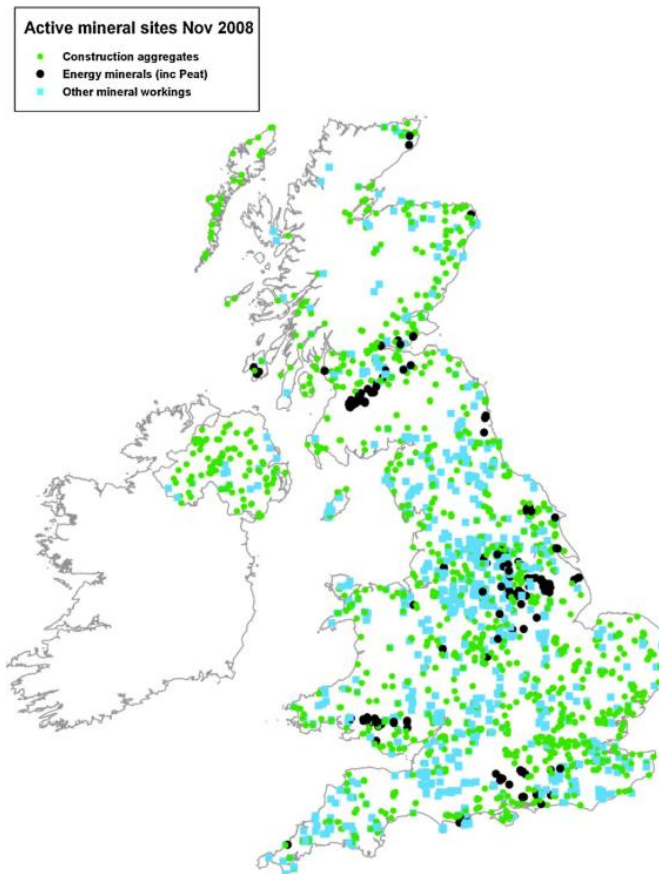 Active mineral sites Nov 2008
Construction aggregates
Energy minerals (inc Peat)
Other mineral workings